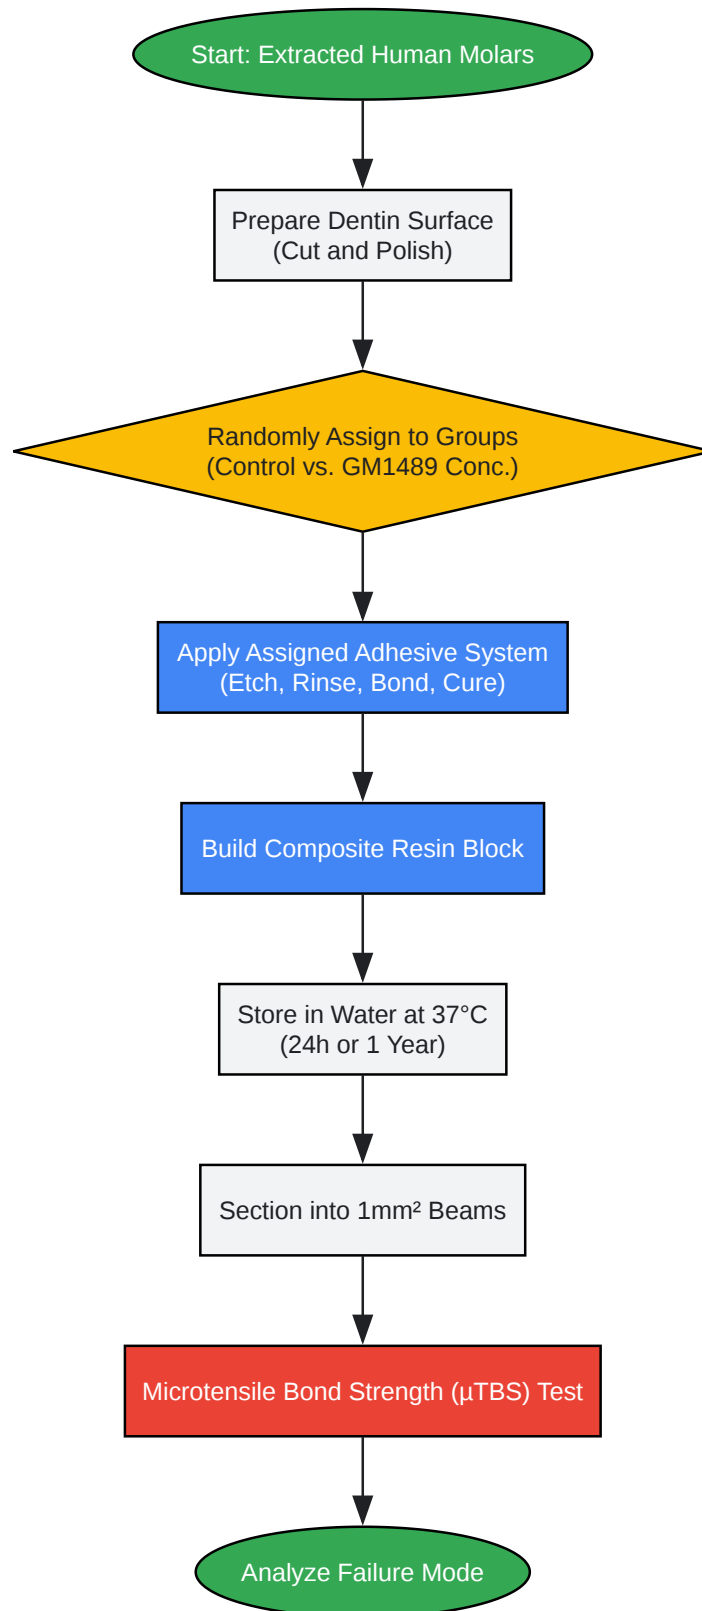 Start: Extracted Human Molars
Prepare Dentin Surface
(Cut and Polish)
Randomly Assign to Groups
(Control vs. GM1489 Conc.)
Apply Assigned Adhesive System
(Etch, Rinse, Bond, Cure)
Build Composite Resin Block
Store in Water at 37°C
(24h or 1 Year)
Section into 1mm² Beams
Microtensile Bond Strength (µTBS) Test
Analyze Failure Mode